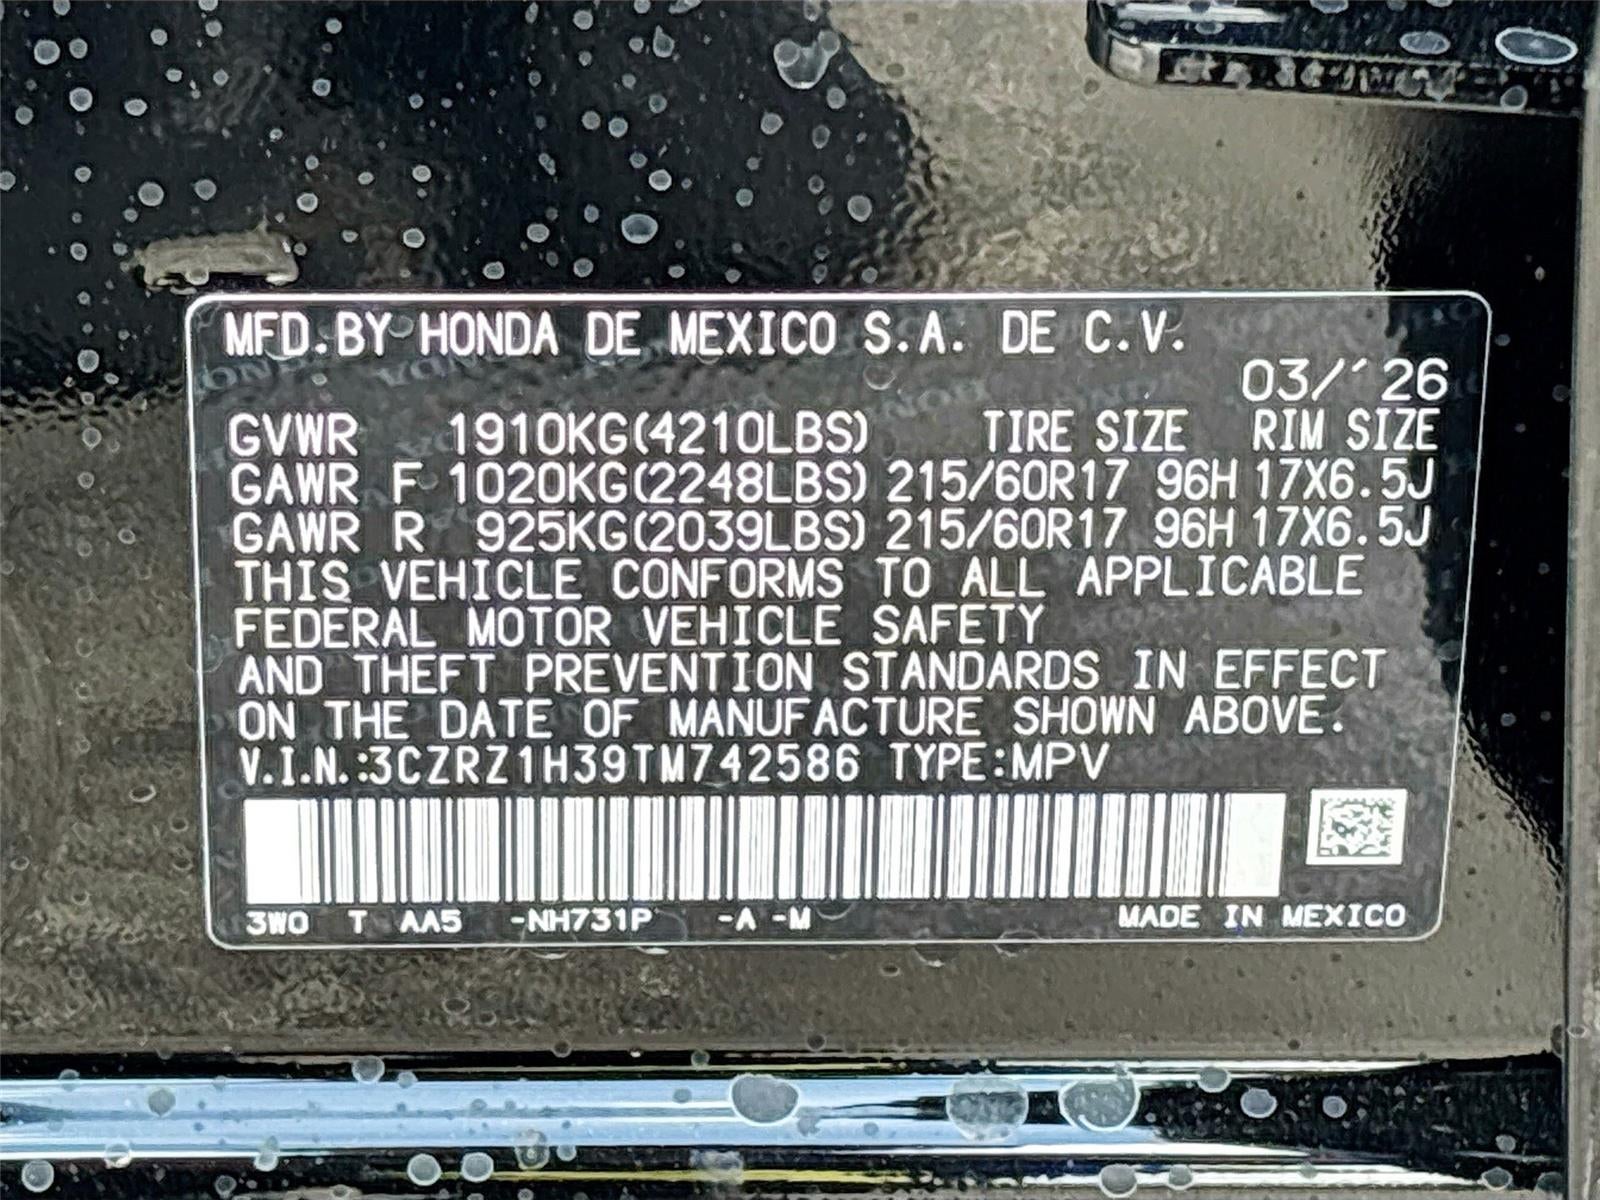 MFD.BY HONDA DE MEXICO S.A. DE C.V.
03/'26
GVWR 1910KG(4210LBS) TIRE SIZE RIM SIZE
GAWR F 1020KG(2248LBS) 215/60R17 96H 17X6.5J
GAWR R 925KG(2039LBS) 215/60R17 96H 17X6.5J
THIS VEHICLE CONFORMS TO ALL APPLICABLE
FEDERAL MOTOR VEHICLE SAFETY
AND THEFT PREVENTION STANDARDS IN EFFECT
ON THE DATE OF MANUFACTURE SHOWN ABOVE.
V.I.N.:3CZRZ1H39TM742586 TYPE:MPV
3W0 T AA5 -NH731P -A -M MADE IN MEXICO